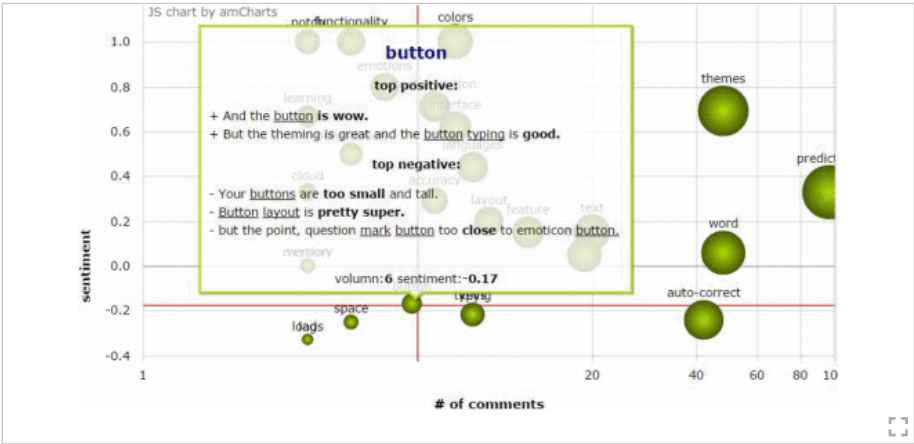 JS chart by amCharts
functionality
colors
button
emotions
top positive:
themes
learning
interface
+ And the button is wow.
+ But the theming is great and the button typing is good.
languages
top negative:
predict
cloud
accuracy
- Your buttons are too small and tall.
layout
feature
text
- Button layout is pretty super.
- but the point, question mark button too close to emoticon button.
word
memory
volumn:6 sentiment:-0.17
auto-correct
space
1.0
0.8
0.6
0.4
0.2
0.0
-0.2
-0.4
sentiment
1
20
40
60
80
10
# of comments